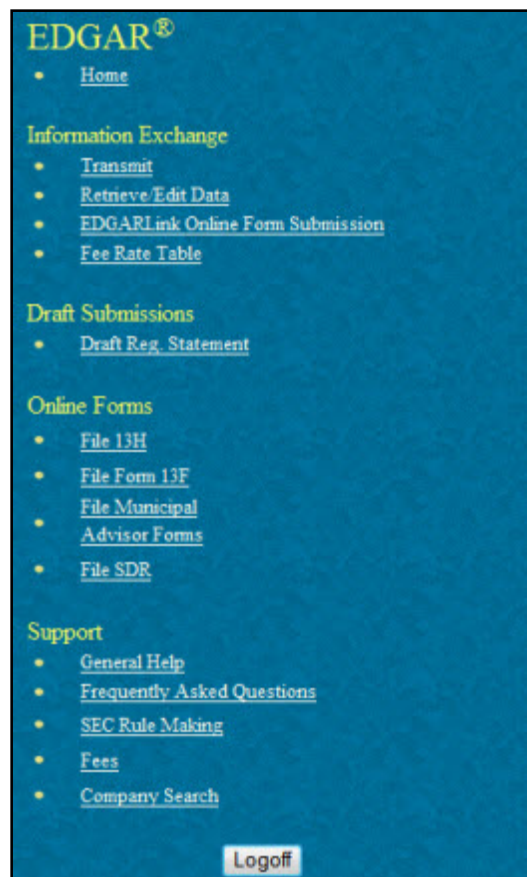 EDGAR®
Home
Information Exchange
Transmit
Retrieve/Edit Data
EDGARLink Online Form Submission
Fee Rate Table
Draft Submissions
Draft Reg. Statement
Online Forms
File 13H
File Form 13F
File Municipal
Advisor Forms
File SDR
Support
General Help
Frequently Asked Questions
SEC Rule Making
Fees
Company Search
Logoff